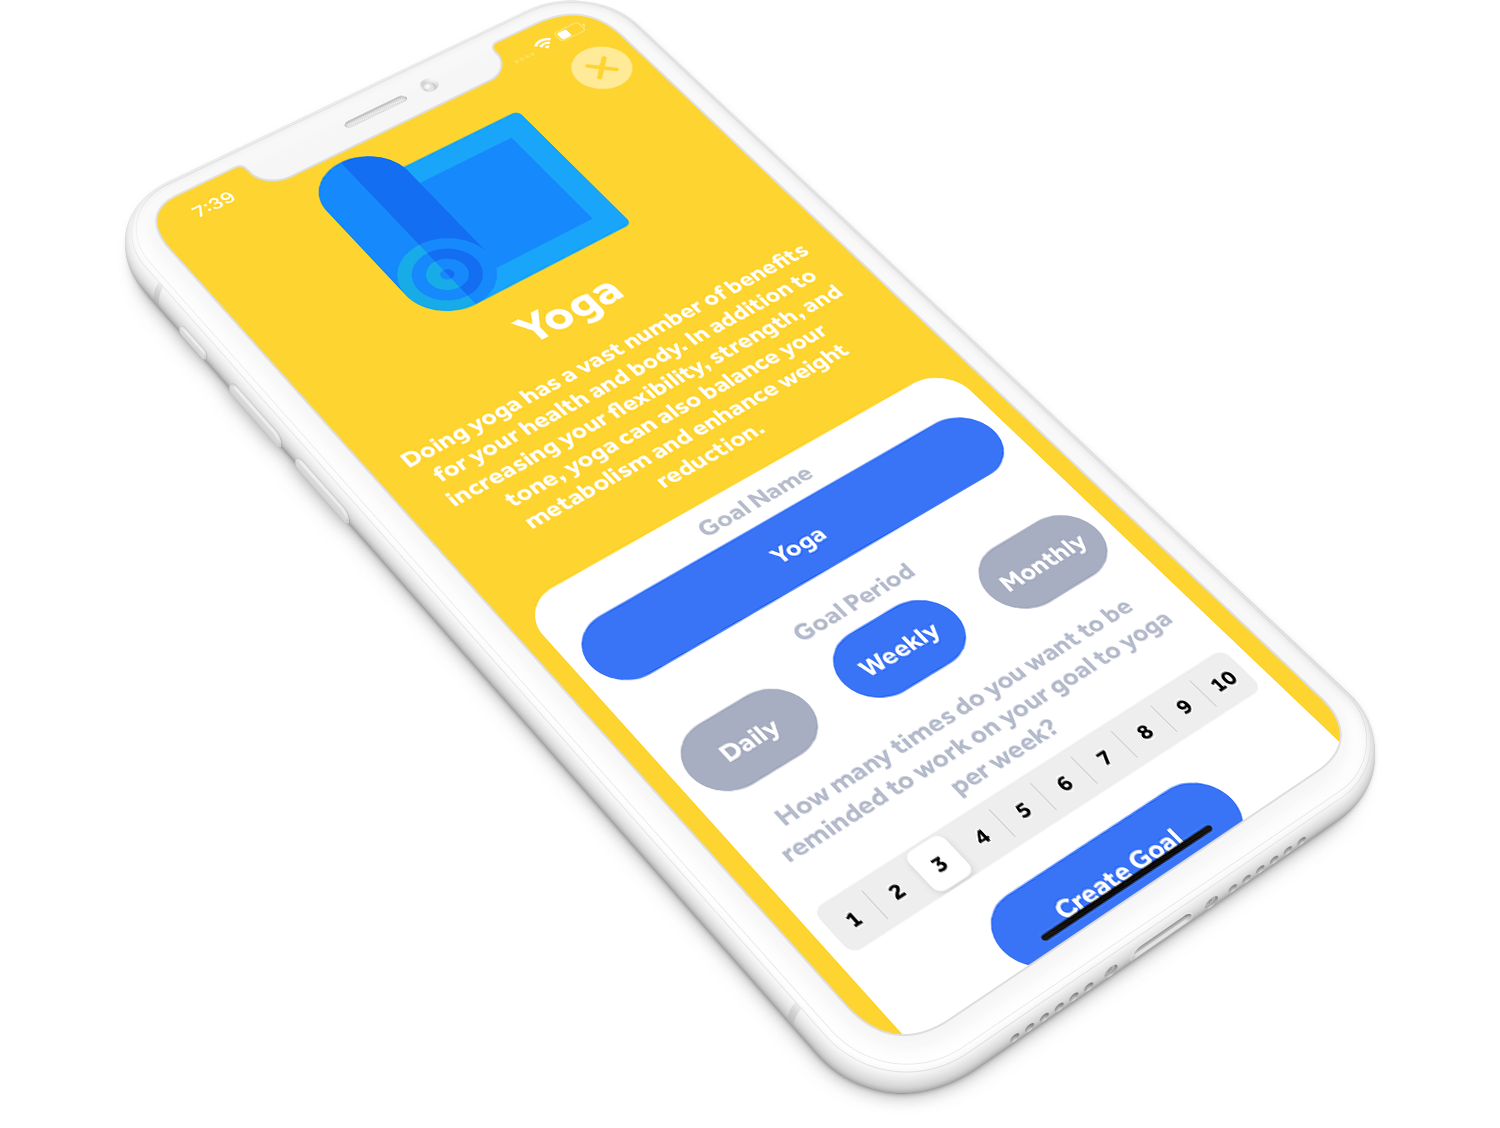 7:39
Yoga
Doing yoga has a vast number of benefits
for your health and body. In addition to
increasing your flexibility, strength, and
tone, yoga can also balance your
metabolism and enhance weight
reduction.
Goal Name
Yoga
Goal Period
Daily
Weekly
Monthly
How many times do you want to be
reminded to work on your goal to yoga
per week?
1 2 3 4 5 6 7 8 9 10
Create Goal